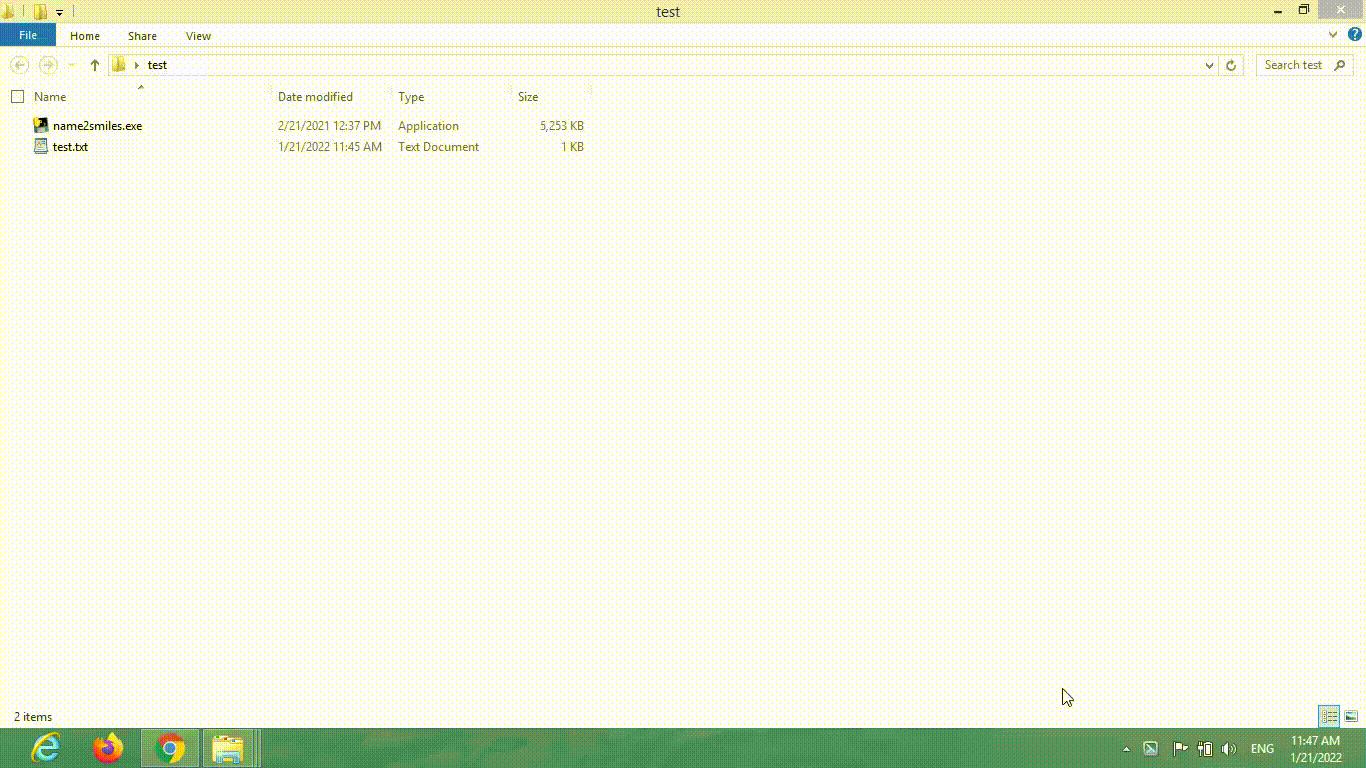 test
File Home Share View
test Search test
Name Date modified Type Size
name2smiles.exe 2/21/2021 12:37 PM Application 5,253 KB
test.txt 1/21/2022 11:45 AM Text Document 1 KB
2 items
ENG 11:47 AM
1/21/2022